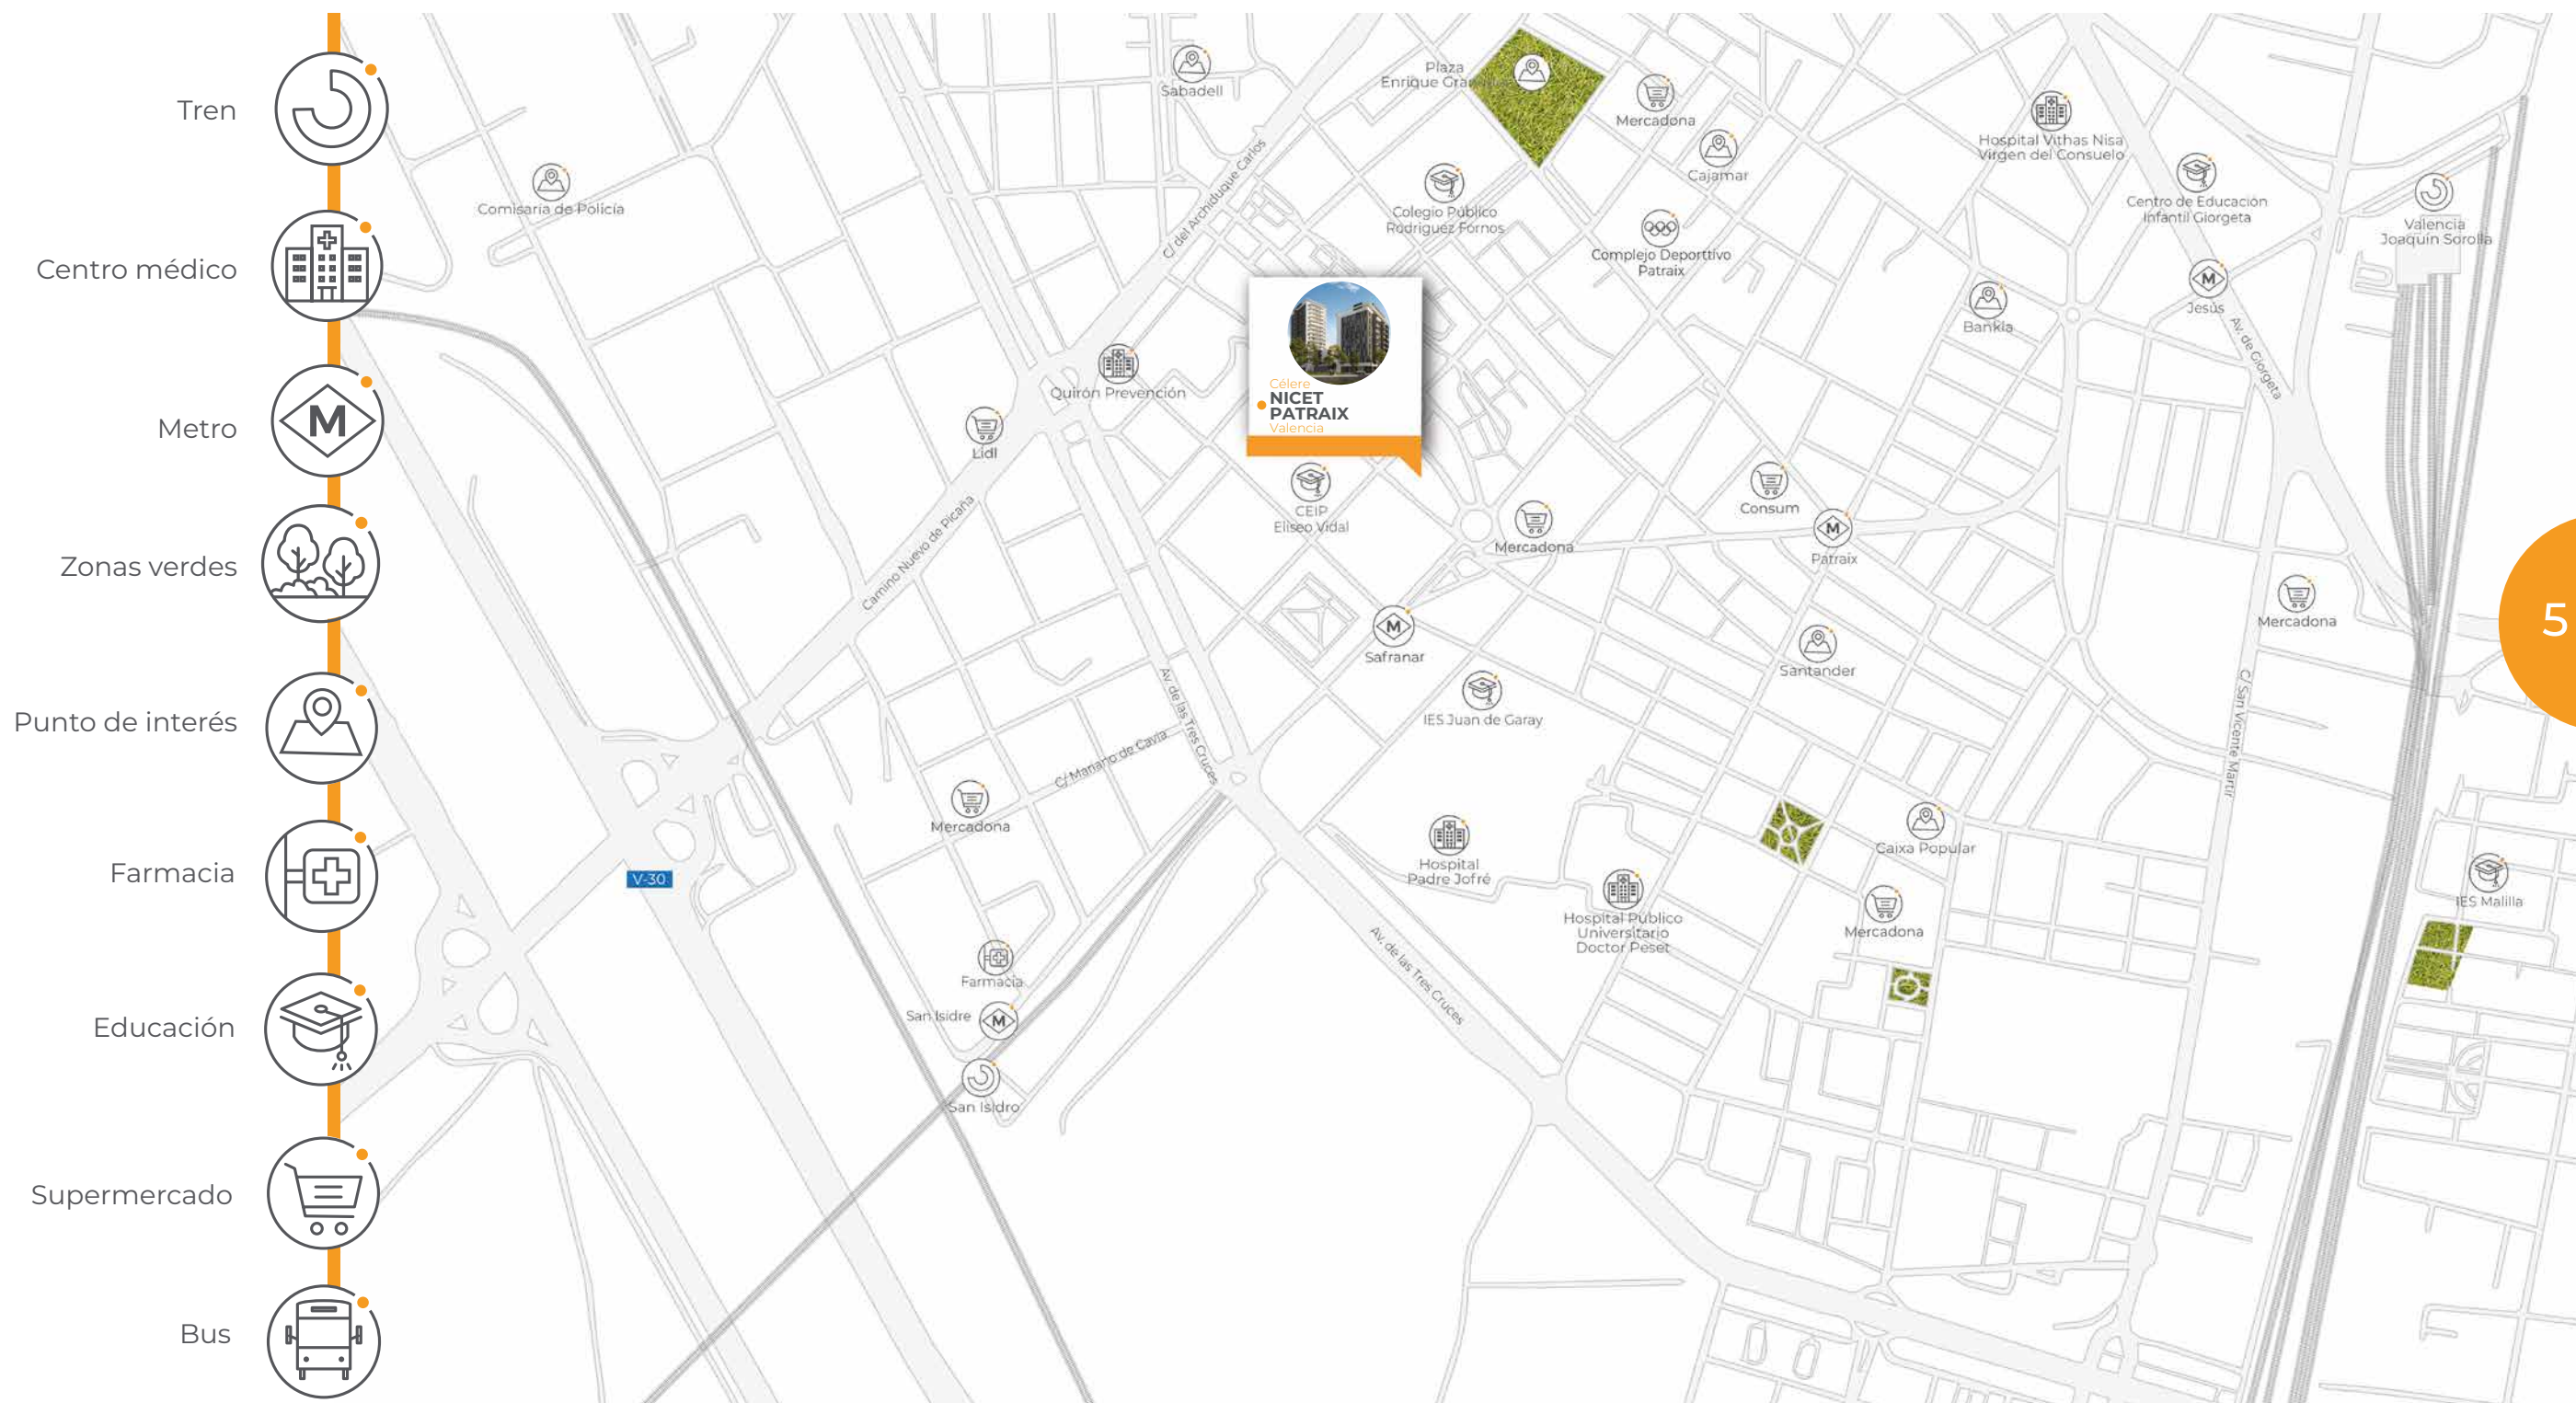 Tren
Centro médico
Metro
M
Zonas verdes
Punto de interés
Farmacia
Educación
Supermercado
Bus
Sabadell
Comisaría de Policía
C/ del Archiduque Carlos
Plaza
Mercadona
Cajamar
Colegio Público
Rodríguez Fornos
Complejo Deportivo
Patraix
Hospital Vithas Nisa
Virgen del Consuelo
Centro de Educación
Infantil Giorgeta
Valencia
Joaquín Sorolla
M
Jesús
Av. de Giorgeta
Bankia
Célere
NICET
PATRAIX
Valencia
Quirón Prevención
Lidl
Camino Nuevo de Picaña
CEIP
Eliseo Vidal
Mercadona
Consum
M
Patraix
Mercadona
5
M
Safranar
Santander
IES Juan de Garay
Av. de las Tres Cruces
C/ Mariano de Cavia
C/ San Vicente Martir
Mercadona
V-30
Hospital
Padre Jofré
Caixa Popular
Hospital Público
Universitario
Doctor Peset
Mercadona
IES Malilla
Av. de las Tres Cruces
Farmacia
San Isidre
M
San Isidro